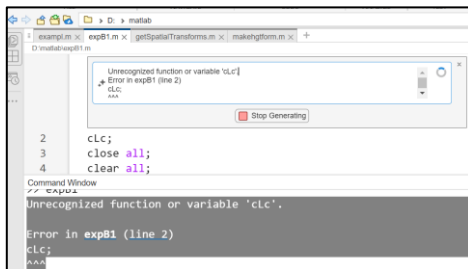 D: matlab
exampl.m × expB1.m × getSpatialTransforms.m × makehgtform.m × +
D:\matlab\expB1.m
Unrecognized function or variable 'cLc'.
Error in expB1 (line 2)
cLc;
^^^
Stop Generating
2 cLc;
3 close all;
4 clear all;
Command Window
>> expB1
Unrecognized function or variable 'cLc'.
Error in expB1 (line 2)
cLc;
^^^